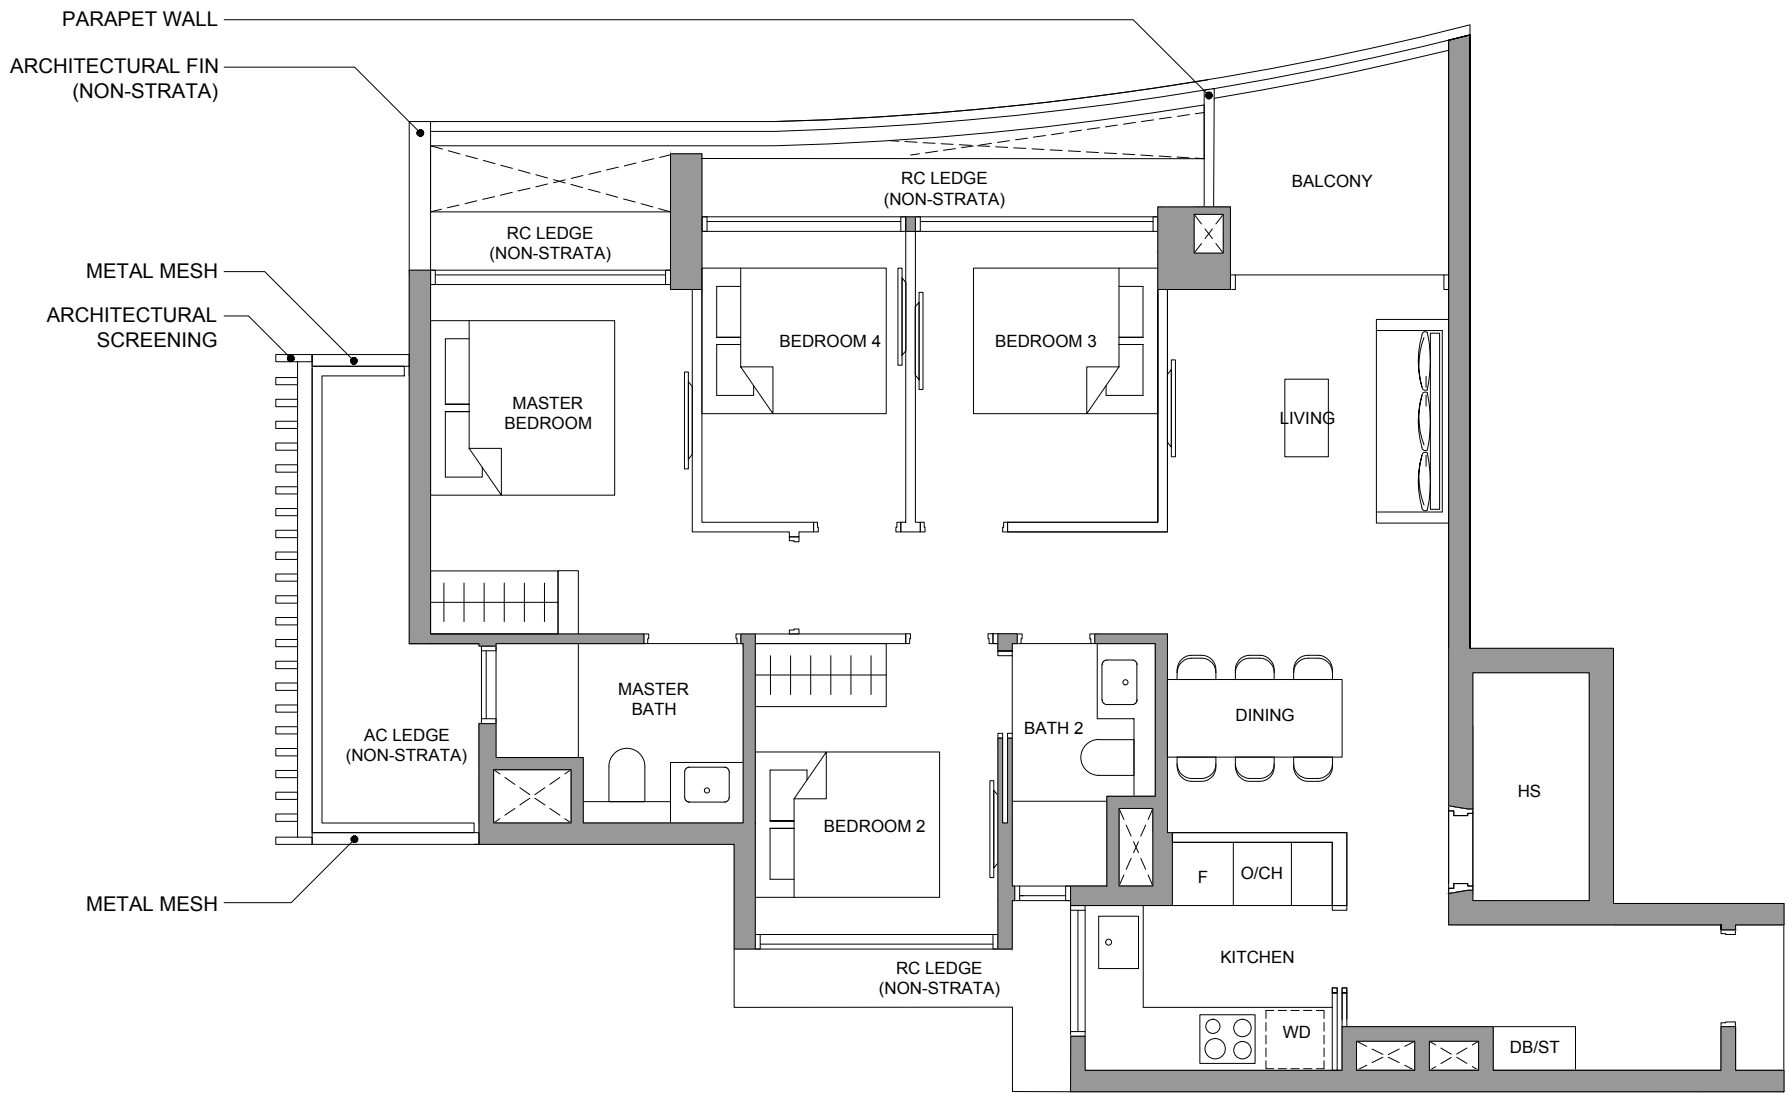 PARAPET WALL
ARCHITECTURAL FIN
(NON-STRATA)
RC LEDGE
(NON-STRATA)
BALCONY
RC LEDGE
(NON-STRATA)
METAL MESH
ARCHITECTURAL
SCREENING
BEDROOM 4
BEDROOM 3
MASTER
BEDROOM
LIVING
MASTER
BATH
DINING
BATH 2
AC LEDGE
(NON-STRATA)
HS
BEDROOM 2
F
O/CH
METAL MESH
KITCHEN
RC LEDGE
(NON-STRATA)
WD
DB/ST